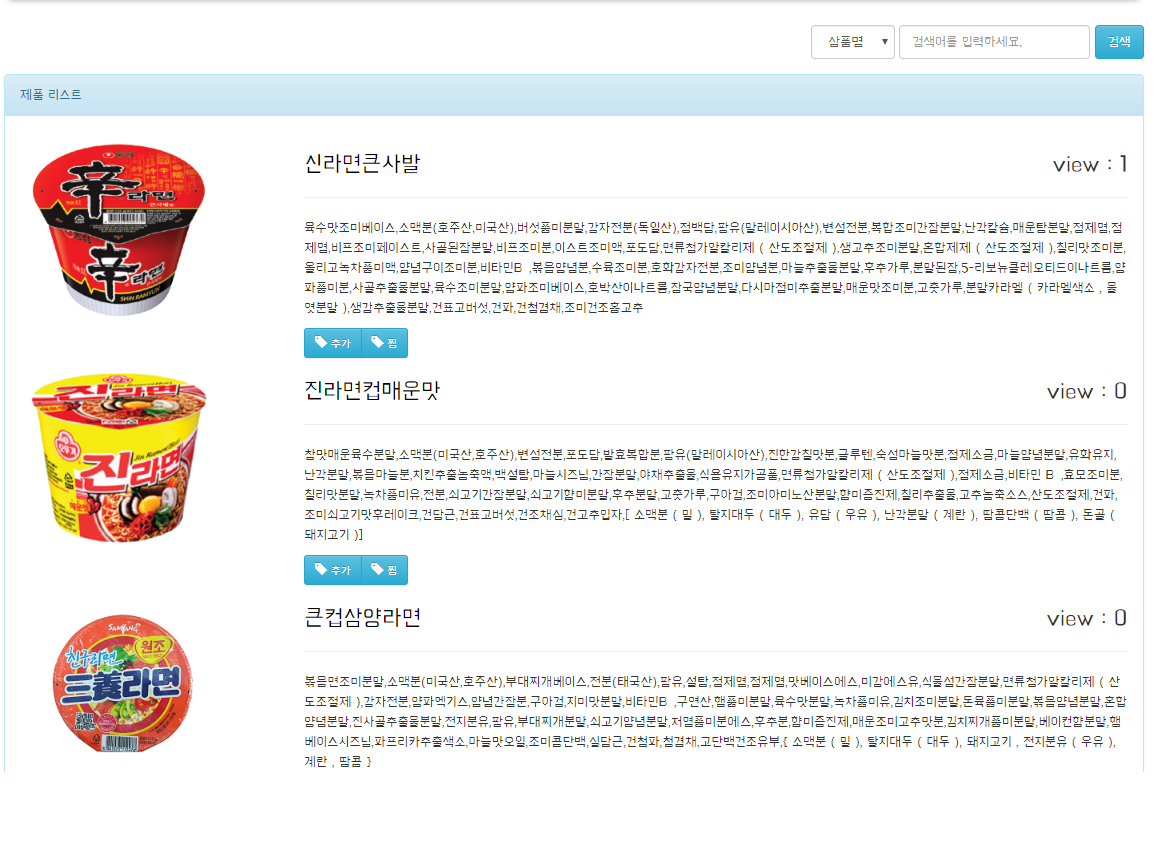 상품명
검색어를 입력하세요.
검색
제품 리스트
신라면큰사발
view : 1
육수맛조미베이스,소맥분(호주산,미국산),버섯풍미분말,감자전분(독일산),정백당,팜유(말레이시아산),변성전분,복합조미간장분말,난각칼슘,매운탕분말,정제염,정
제염,비프조미페이스트,사골된장분말,비프조미분,이스트조미액,포도당,면류첨가알칼리제 ( 산도조절제 ),생고추조미분말,혼합제제 ( 산도조절제 ),칠리맛조미분,
올리고녹차풍미액,양념구이조미분,비타민B ,볶음양념분,수육조미분,호화감자전분,조미양념분,마늘추출물분말,후추가루,분말된장,5-리보뉴클레오티드이나트륨,양
파풍미분,사골추출물분말,육수조미분말,양파조미베이스,호박산이나트륨,장국양념분말,다시마정미추출분말,매운맛조미분,고춧가루,분말카라멜 ( 카라멜색소 , 물
엿분말 ),생강추출물분말,건표고버섯,건파,건청경채,조미건조홍고추
추가
찜
진라면컵매운맛
view : 0
참맛매운육수분말,소맥분(미국산,호주산),변성전분,포도당,발효복합분,팜유(말레이시아산),진한감칠맛분,글루텐,숙성마늘맛분,정제소금,마늘양념분말,유화유지,
난각분말,볶음마늘분,치킨추출농축액,백설탕,마늘시즈닝,간장분말,야채추출물,식용유지가공품,면류첨가알칼리제 ( 산도조절제 ),정제소금,비타민 B ,효모조미분,
칠리맛분말,녹차풍미유,전분,쇠고기간장분말,쇠고기향미분말,후추분말,고춧가루,구아검,조미아미노산분말,향미증진제,칠리추출물,고추농축소스,산도조절제,건파,
조미쇠고기맛후레이크,건당근,건표고버섯,건조채심,건고추입자,[ 소맥분 ( 밀 ), 탈지대두 ( 대두 ), 유당 ( 우유 ), 난각분말 ( 계란 ), 땅콩단백 ( 땅콩 ), 돈골 (
돼지고기 )]
추가
찜
큰컵삼양라면
view : 0
볶음면조미분말,소맥분(미국산,호주산),부대찌개베이스,전분(태국산),팜유,설탕,정제염,정제염,맛베이스에스,미감에스유,식물성간장분말,면류첨가알칼리제 ( 산
도조절제 ),감자전분,양파엑기스,양념간장분,구아검,지미맛분말,비타민B ,구연산,햄풍미분말,육수맛분말,녹차풍미유,김치조미분말,돈육풍미분말,볶음양념분말,혼합
양념분말,진사골추출물분말,전지분유,팜유,부대찌개분말,쇠고기양념분말,저염풍미분에스,후추분,향미증진제,매운조미고추맛분,김치찌개풍미분말,베이컨향분말,햄
베이스시즈닝,파프리카추출색소,마늘맛오일,조미콩단백,실당근,건청파,청경채,고단백건조유부,{ 소맥분 ( 밀 ), 탈지대두 ( 대두 ), 돼지고기 , 전지분유 ( 우유 ),
계란 , 땅콩 }
辛
라면
큰사발
辛
라면
SHIN RAMYUN
진라면
Jin Ramen(Hot)
오뚜기
진라면
SAMYANG
원조
친구라면
三養라면